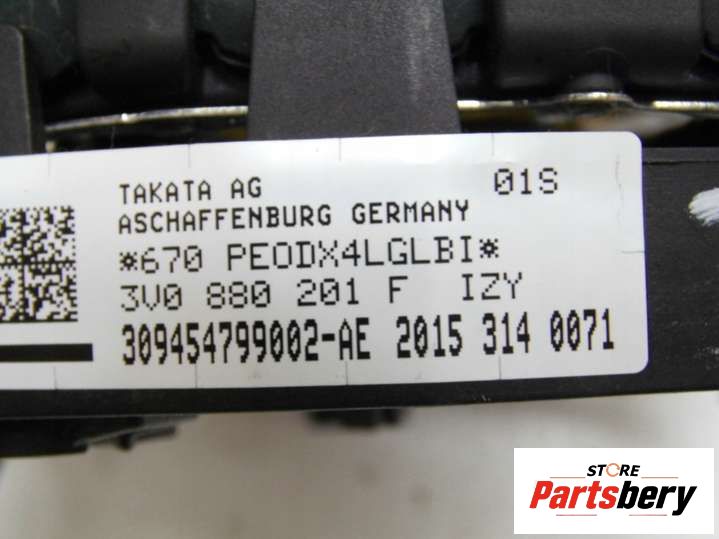 TAKATA AG 01S
ASCHAFFENBURG GERMANY
*670 PEODX4LGLBI*
3V0 880 201 F IZY
309454799002-AE 2015 314 0071
STORE
Partsbery